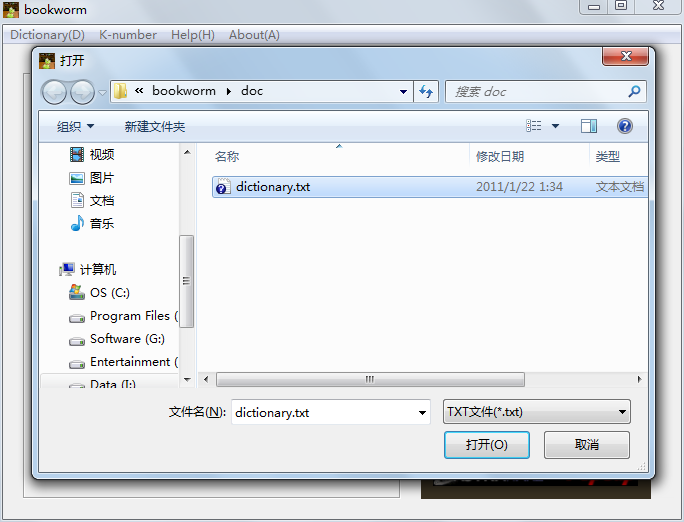 bookworm
Dictionary(D) K-number Help(H) About(A)
打开
« bookworm doc
搜索 doc
组织 新建文件夹
名称 修改日期 类型
视频
图片
文档
音乐
计算机
OS (C:)
Program Files (
Software (G:)
Entertainment (
Data (I:)
dictionary.txt 2011/1/22 1:34 文本文档
文件名(N): dictionary.txt TXT文件(*.txt)
打开(O) 取消